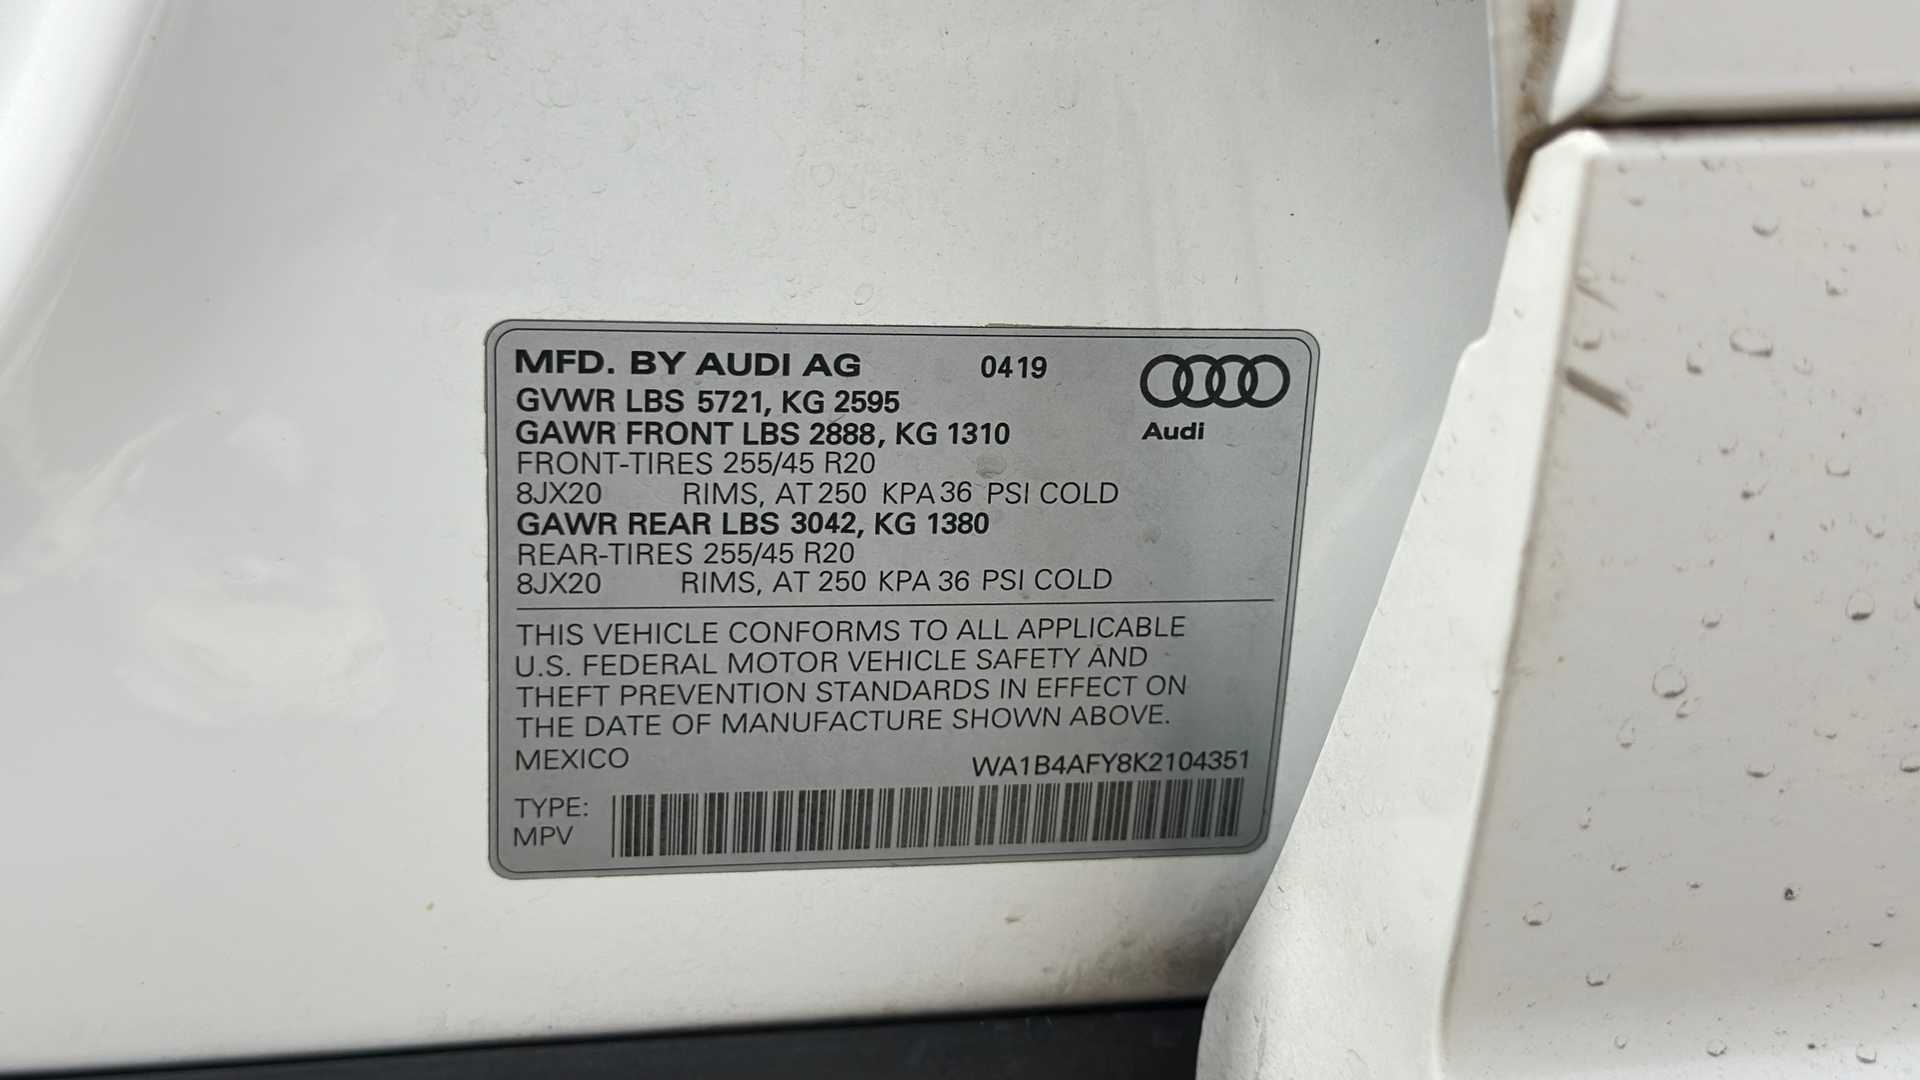 MFD. BY AUDI AG 0419
GVWR LBS 5721, KG 2595
GAWR FRONT LBS 2888, KG 1310
Audi
FRONT-TIRES 255/45 R20
8JX20 RIMS, AT 250 KPA 36 PSI COLD
GAWR REAR LBS 3042, KG 1380
REAR-TIRES 255/45 R20
8JX20 RIMS, AT 250 KPA 36 PSI COLD
THIS VEHICLE CONFORMS TO ALL APPLICABLE
U.S. FEDERAL MOTOR VEHICLE SAFETY AND
THEFT PREVENTION STANDARDS IN EFFECT ON
THE DATE OF MANUFACTURE SHOWN ABOVE.
MEXICO WA1B4AFY8K2104351
TYPE:
MPV